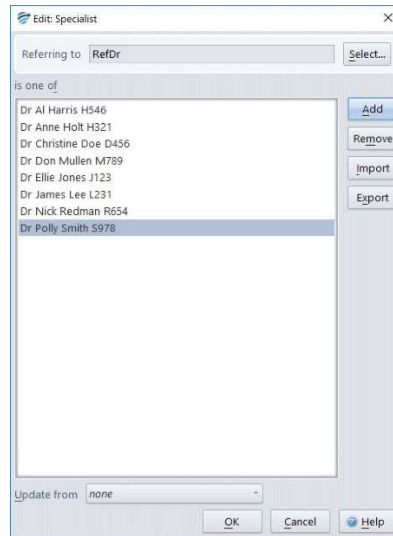 Edit: Specialist
Referring to RefDr Select...
is one of
Dr Al Harris H546
Dr Anne Holt H321
Dr Christine Doe D456
Dr Don Mullen M789
Dr Ellie Jones J123
Dr James Lee L231
Dr Nick Redman R654
Dr Polly Smith S978
Add
Remove
Import
Export
Update from none
OK Cancel Help